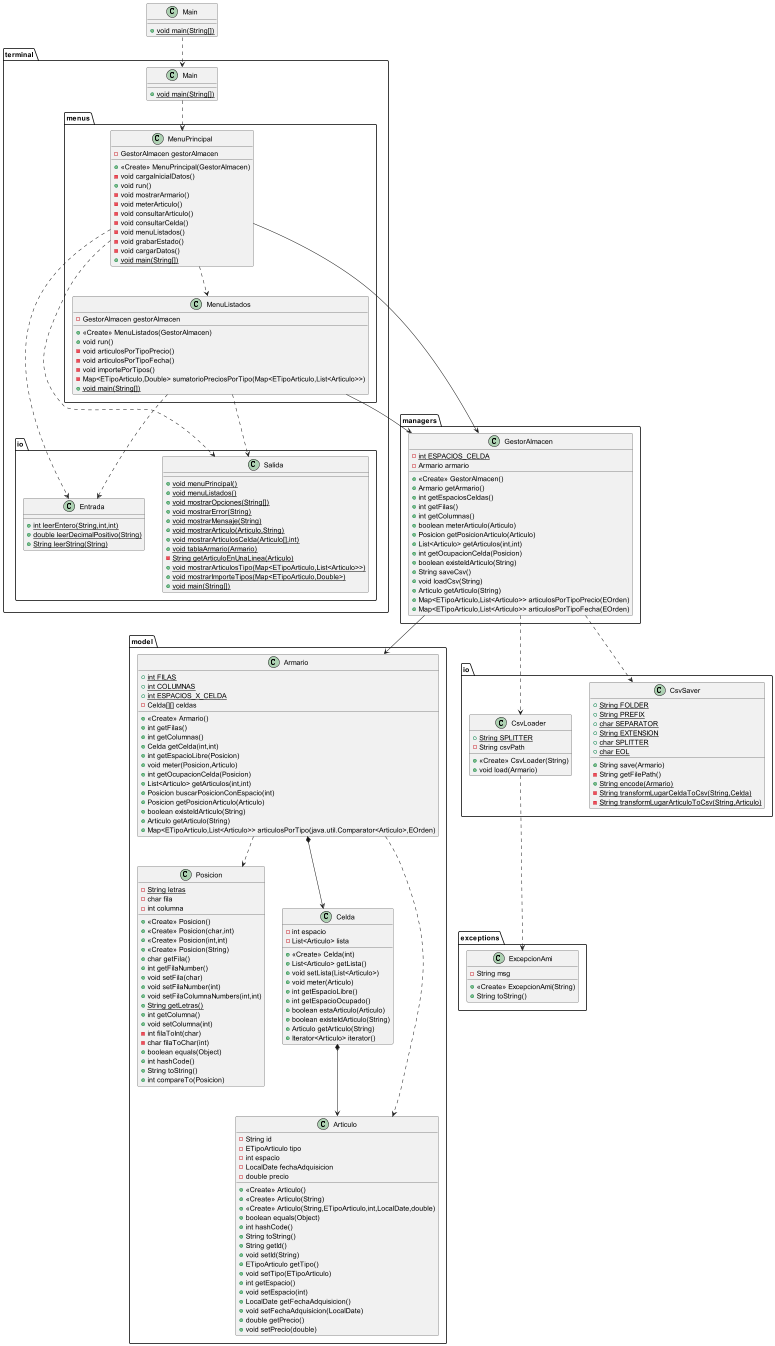 C Main
void main(String[])
terminal
C Main
void main(String[])
menus
C MenuPrincipal
GestorAlmacen gestorAlmacen
«Create» MenuPrincipal(GestorAlmacen)
void cargaInicialDatos()
void run()
void mostrarArmario()
void meterArticulo()
void consultarArticulo()
void consultarCelda()
void menuListados()
void grabarEstado()
void cargarDatos()
void main(String[])
C MenuListados
GestorAlmacen gestorAlmacen
«Create» MenuListados(GestorAlmacen)
void run()
void articulosPorTipoPrecio()
void articulosPorTipoFecha()
void importePorTipos()
Map<ETipoArticulo,Double> sumatorioPreciosPorTipo(Map<ETipoArticulo,List<Articulo>>)
void main(String[])
io
C Entrada
int leerEntero(String,int,int)
double leerDecimalPositivo(String)
String leerString(String)
C Salida
void menuPrincipal()
void menuListados()
void mostrarOpciones(String[])
void mostrarError(String)
void mostrarMensaje(String)
void mostrarArticulo(Articulo,String)
void mostrarArticulosCelda(Articulo[],int)
void tablaArmario(Armario)
String getArticuloEnUnaLinea(Articulo)
void mostrarArticulosTipo(Map<ETipoArticulo,List<Articulo>>)
void mostrarImporteTipos(Map<ETipoArticulo,Double>)
void main(String[])
managers
C GestorAlmacen
int ESPACIOS_CELDA
Armario armario
«Create» GestorAlmacen()
Armario getArmario()
int getEspaciosCeldas()
int getFilas()
int getColumnas()
boolean meterArticulo(Articulo)
Posicion getPosicionArticulo(Articulo)
List<Articulo> getArticulos(int,int)
int getOcupacionCelda(Posicion)
boolean existeIdArticulo(String)
String saveCsv()
void loadCsv(String)
Articulo getArticulo(String)
Map<ETipoArticulo,List<Articulo>> articulosPorTipoPrecio(EOrden)
Map<ETipoArticulo,List<Articulo>> articulosPorTipoFecha(EOrden)
model
C Armario
int FILAS
int COLUMNAS
int ESPACIOS_X_CELDA
Celda[][] celdas
«Create» Armario()
int getFilas()
int getColumnas()
Celda getCelda(int,int)
int getEspacioLibre(Posicion)
void meter(Posicion,Articulo)
int getOcupacionCelda(Posicion)
List<Articulo> getArticulos(int,int)
Posicion buscarPosicionConEspacio(int)
Posicion getPosicionArticulo(Articulo)
boolean existeIdArticulo(String)
Articulo getArticulo(String)
Map<ETipoArticulo,List<Articulo>> articulosPorTipo(java.util.Comparator<Articulo>,EOrden)
io
C CsvLoader
String SPLITTER
String csvPath
«Create» CsvLoader(String)
void load(Armario)
C CsvSaver
String FOLDER
String PREFIX
char SEPARATOR
String EXTENSION
char SPLITTER
char EOL
String save(Armario)
String getFilePath()
String encode(Armario)
String transformLugarCeldaToCsv(String,Celda)
String transformLugarArticuloToCsv(String,Articulo)
C Posicion
String letras
char fila
int columna
«Create» Posicion()
«Create» Posicion(char,int)
«Create» Posicion(int,int)
«Create» Posicion(String)
char getFila()
int getFilaNumber()
void setFila(char)
void setFilaNumber(int)
void setFilaColumnaNumbers(int,int)
String getLetras()
int getColumna()
void setColumna(int)
int filaToInt(char)
char filaToChar(int)
boolean equals(Object)
int hashCode()
String toString()
int compareTo(Posicion)
C Celda
int espacio
List<Articulo> lista
«Create» Celda(int)
List<Articulo> getLista()
void setLista(List<Articulo>)
void meter(Articulo)
int getEspacioLibre()
int getEspacioOcupado()
boolean estaArticulo(Articulo)
boolean existeIdArticulo(String)
Articulo getArticulo(String)
Iterator<Articulo> iterator()
exceptions
C ExcepcionAmi
String msg
«Create» ExcepcionAmi(String)
String toString()
C Articulo
String id
ETipoArticulo tipo
int espacio
LocalDate fechaAdquisicion
double precio
«Create» Articulo()
«Create» Articulo(String)
«Create» Articulo(String,ETipoArticulo,int,LocalDate,double)
boolean equals(Object)
int hashCode()
String toString()
String getId()
void setId(String)
ETipoArticulo getTipo()
void setTipo(ETipoArticulo)
int getEspacio()
void setEspacio(int)
LocalDate getFechaAdquisicion()
void setFechaAdquisicion(LocalDate)
double getPrecio()
void setPrecio(double)